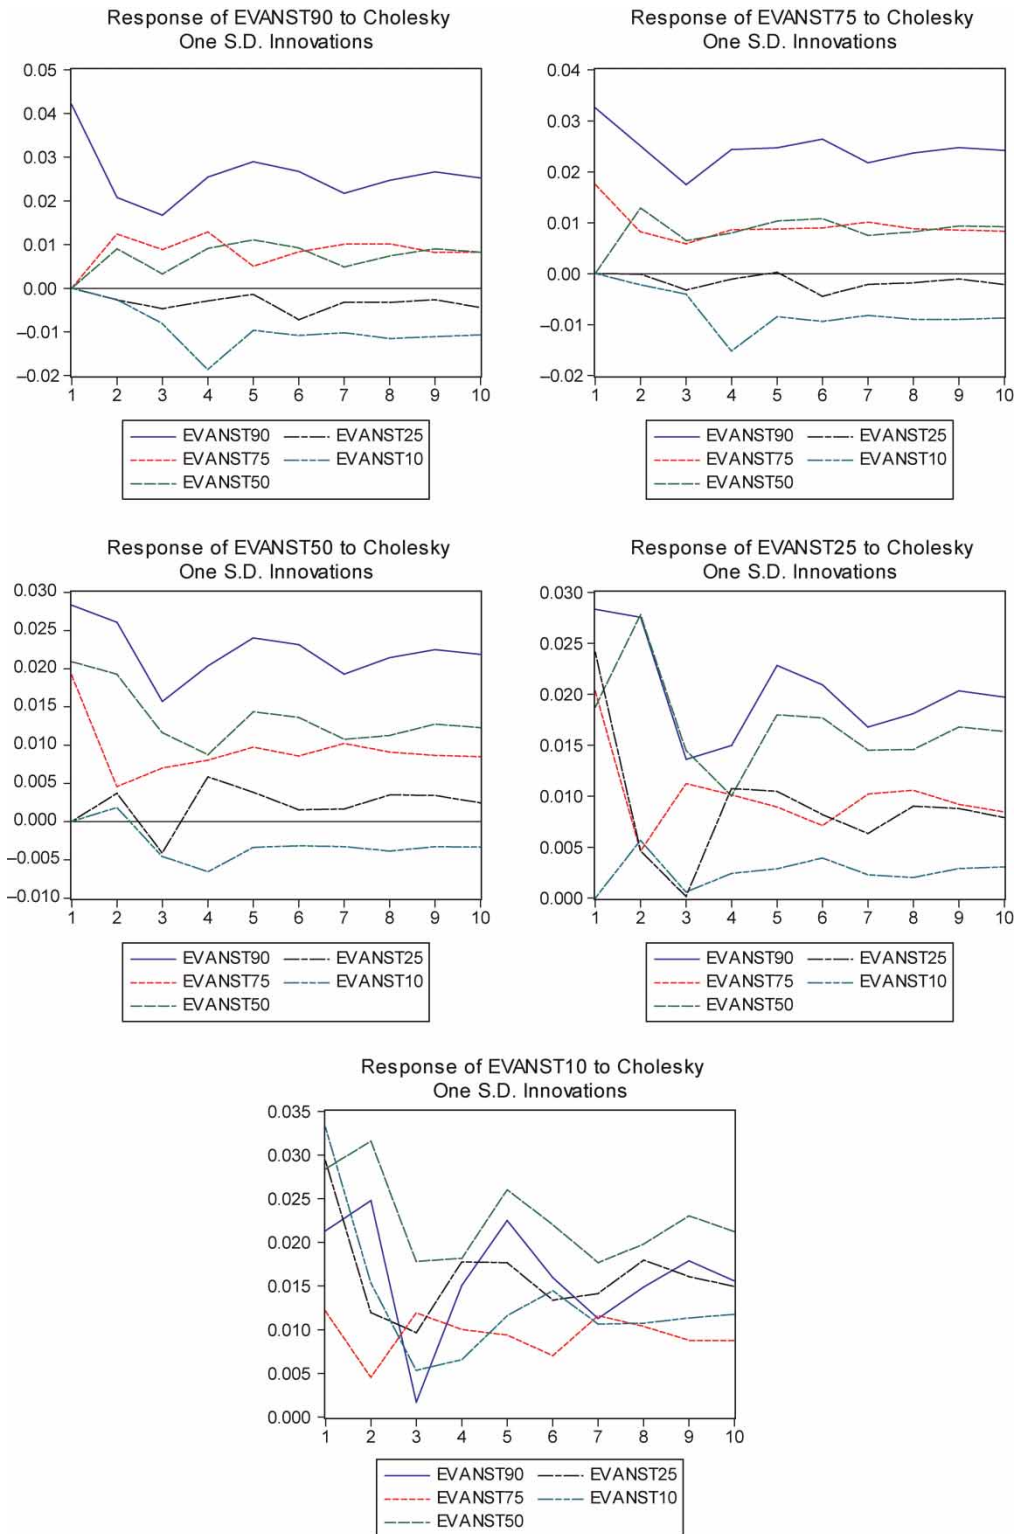 Response of EVANST90 to Cholesky
One S.D. Innovations
0.05
0.04
0.03
0.02
0.01
0.00
–0.01
–0.02
1 2 3 4 5 6 7 8 9 10
EVANST90 EVANST25
EVANST75 EVANST10
EVANST50
Response of EVANST75 to Cholesky
One S.D. Innovations
0.04
0.03
0.02
0.01
0.00
–0.01
–0.02
1 2 3 4 5 6 7 8 9 10
EVANST90 EVANST25
EVANST75 EVANST10
EVANST50
Response of EVANST50 to Cholesky
One S.D. Innovations
0.030
0.025
0.020
0.015
0.010
0.005
0.000
–0.005
–0.010
1 2 3 4 5 6 7 8 9 10
EVANST90 EVANST25
EVANST75 EVANST10
EVANST50
Response of EVANST25 to Cholesky
One S.D. Innovations
0.030
0.025
0.020
0.015
0.010
0.005
0.000
1 2 3 4 5 6 7 8 9 10
EVANST90 EVANST25
EVANST75 EVANST10
EVANST50
Response of EVANST10 to Cholesky
One S.D. Innovations
0.035
0.030
0.025
0.020
0.015
0.010
0.005
0.000
1 2 3 4 5 6 7 8 9 10
EVANST90 EVANST25
EVANST75 EVANST10
EVANST50